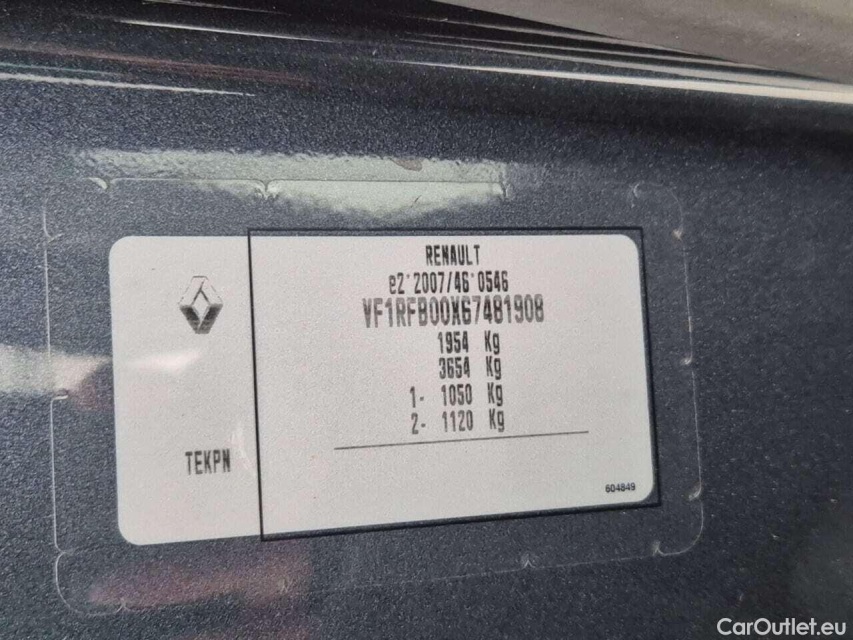 RENAULT
e2*2007/46*0546
VF1RFB00X67481908
1954 Kg
3654 Kg
1- 1050 Kg
2- 1120 Kg
TEKPN
604849
CarOutlet.eu